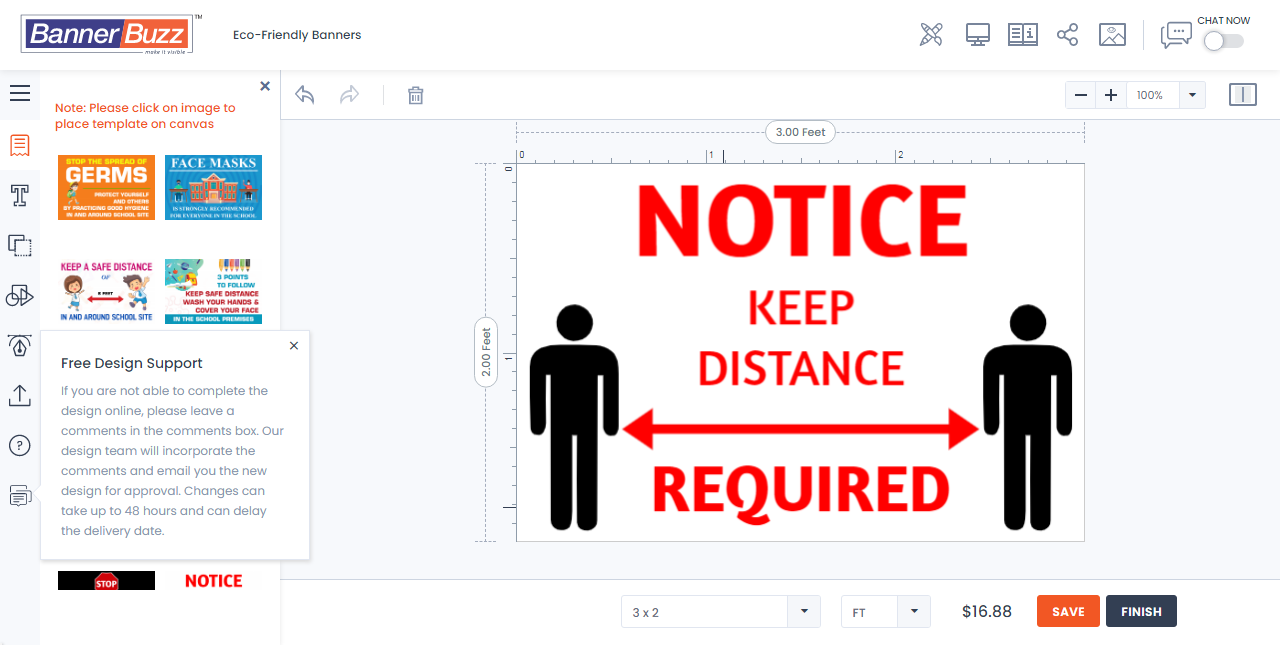 BannerBuzz™
make it visible
Eco-Friendly Banners
CHAT NOW
Note: Please click on image to
place template on canvas
STOP THE SPREAD OF
GERMS
PROTECT YOURSELF
AND OTHERS
BY PRACTICING GOOD HYGIENE
IN AND AROUND SCHOOL SITE
FACE MASKS
IS STRONGLY RECOMMENDED
FOR EVERYONE IN THE SCHOOL
KEEP A SAFE DISTANCE
6 FEET
IN AND AROUND SCHOOL SITE
3 POINTS
TO FOLLOW
KEEP SAFE DISTANCE
WASH YOUR HANDS &
COVER YOUR FACE
IN THE SCHOOL PREMISES
Free Design Support
If you are not able to complete the
design online, please leave a
comments in the comments box. Our
design team will incorporate the
comments and email you the new
design for approval. Changes can
take up to 48 hours and can delay
the delivery date.
STOP
NOTICE
100%
3.00 Feet
0 1 2
0
1
2.00 Feet
NOTICE
KEEP
DISTANCE
REQUIRED
3 x 2
FT
$16.88
SAVE
FINISH